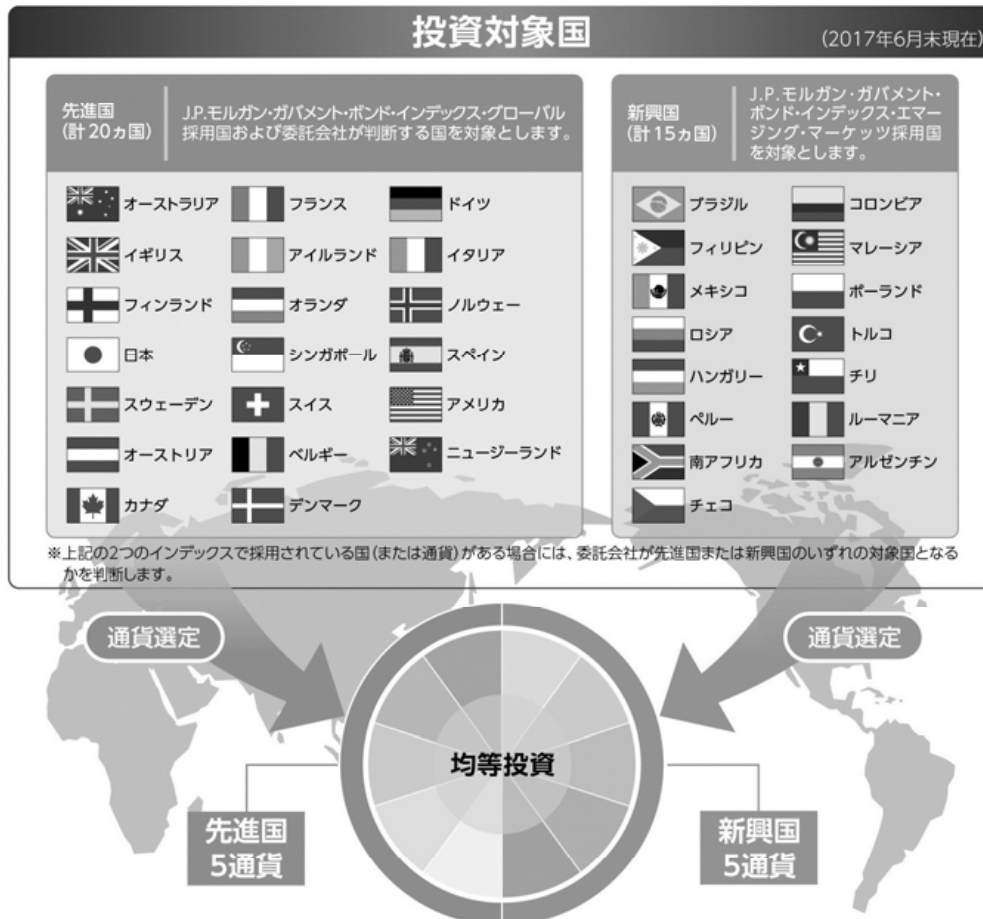 投資対象国
(2017年6月末現在)
先進国
(計20ヵ国)
J.P.モルガン・ガバメント・ボンド・インデックス・グローバル
採用国および委託会社が判断する国を対象とします。
オーストラリア フランス ドイツ
イギリス アイルランド イタリア
フィンランド オランダ ノルウェー
日本 シンガポール スペイン
スウェーデン スイス アメリカ
オーストリア ベルギー ニュージーランド
カナダ デンマーク
新興国
(計15ヵ国)
J.P.モルガン・ガバメント・
ボンド・インデックス・エマー
ジング・マーケッツ採用国
を対象とします。
ブラジル コロンビア
フィリピン マレーシア
メキシコ ポーランド
ロシア トルコ
ハンガリー チリ
ペルー ルーマニア
南アフリカ アルゼンチン
チェコ
※上記の2つのインデックスで採用されている国(または通貨)がある場合には、委託会社が先進国または新興国のいずれの対象国となる
かを判断します。
通貨選定
通貨選定
均等投資
先進国
5通貨
新興国
5通貨